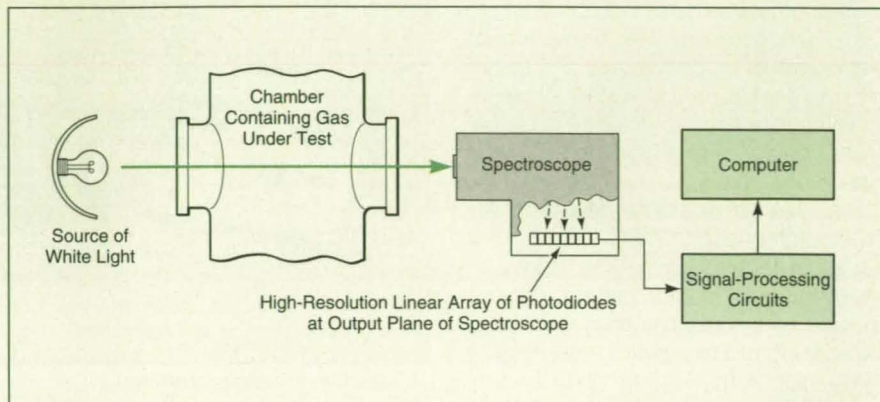 Chamber
Containing Gas
Under Test
Spectroscope
Computer
Source of
White Light
High-Resolution Linear Array of Photodiodes
at Output Plane of Spectroscope
Signal-Processing
Circuits